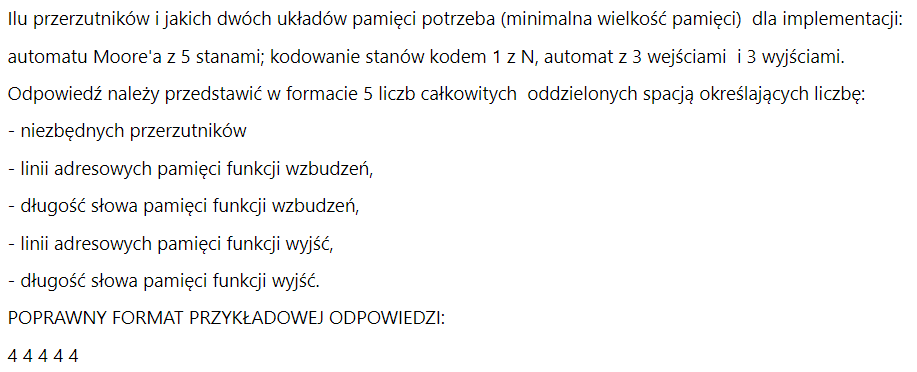 Ilu przerzutników i jakich dwóch układów pamięci potrzeba (minimalna wielkość pamięci)  dla implementacji:
automatu Moore'a z 5 stanami; kodowanie stanów kodem 1 z N, automat z 3 wejściami  i 3 wyjściami.
Odpowiedź należy przedstawić w formacie 5 liczb całkowitych  oddzielonych spacją określających liczbę:
- niezbędnych przerzutników
- linii adresowych pamięci funkcji wzbudzeń,
- długość słowa pamięci funkcji wzbudzeń,
- linii adresowych pamięci funkcji wyjść,
- długość słowa pamięci funkcji wyjść.
POPRAWNY FORMAT PRZYKŁADOWEJ ODPOWIEDZI:
4 4 4 4 4